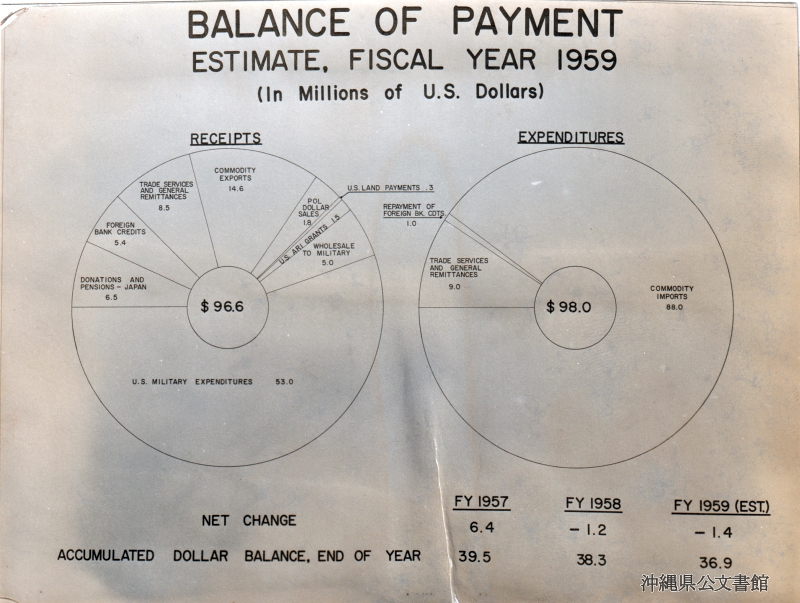 BALANCE OF PAYMENT
ESTIMATE, FISCAL YEAR 1959
(In Millions of U.S. Dollars)
RECEIPTS
COMMODITY
EXPORTS
14.6
TRADE SERVICES
AND GENERAL
REMITTANCES
8.5
FOREIGN
BANK CREDITS
5.4
DONATIONS AND
PENSIONS – JAPAN
6.5
U.S. LAND PAYMENTS .3
POL
DOLLAR
SALES
1.8
U.S. A.R.I. GRANTS 1.5
WHOLESALE
TO MILITARY
5.0
$ 96.6
U.S. MILITARY EXPENDITURES 53.0
EXPENDITURES
REPAYMENT OF
FOREIGN BK. CDTS.
1.0
TRADE SERVICES
AND GENERAL
REMITTANCES
9.0
COMMODITY
IMPORTS
88.0
$ 98.0
FY 1957 FY 1958 FY 1959 (EST.)
NET CHANGE 6.4 – 1.2 – 1.4
ACCUMULATED DOLLAR BALANCE, END OF YEAR 39.5 38.3 36.9
沖縄県公文書館